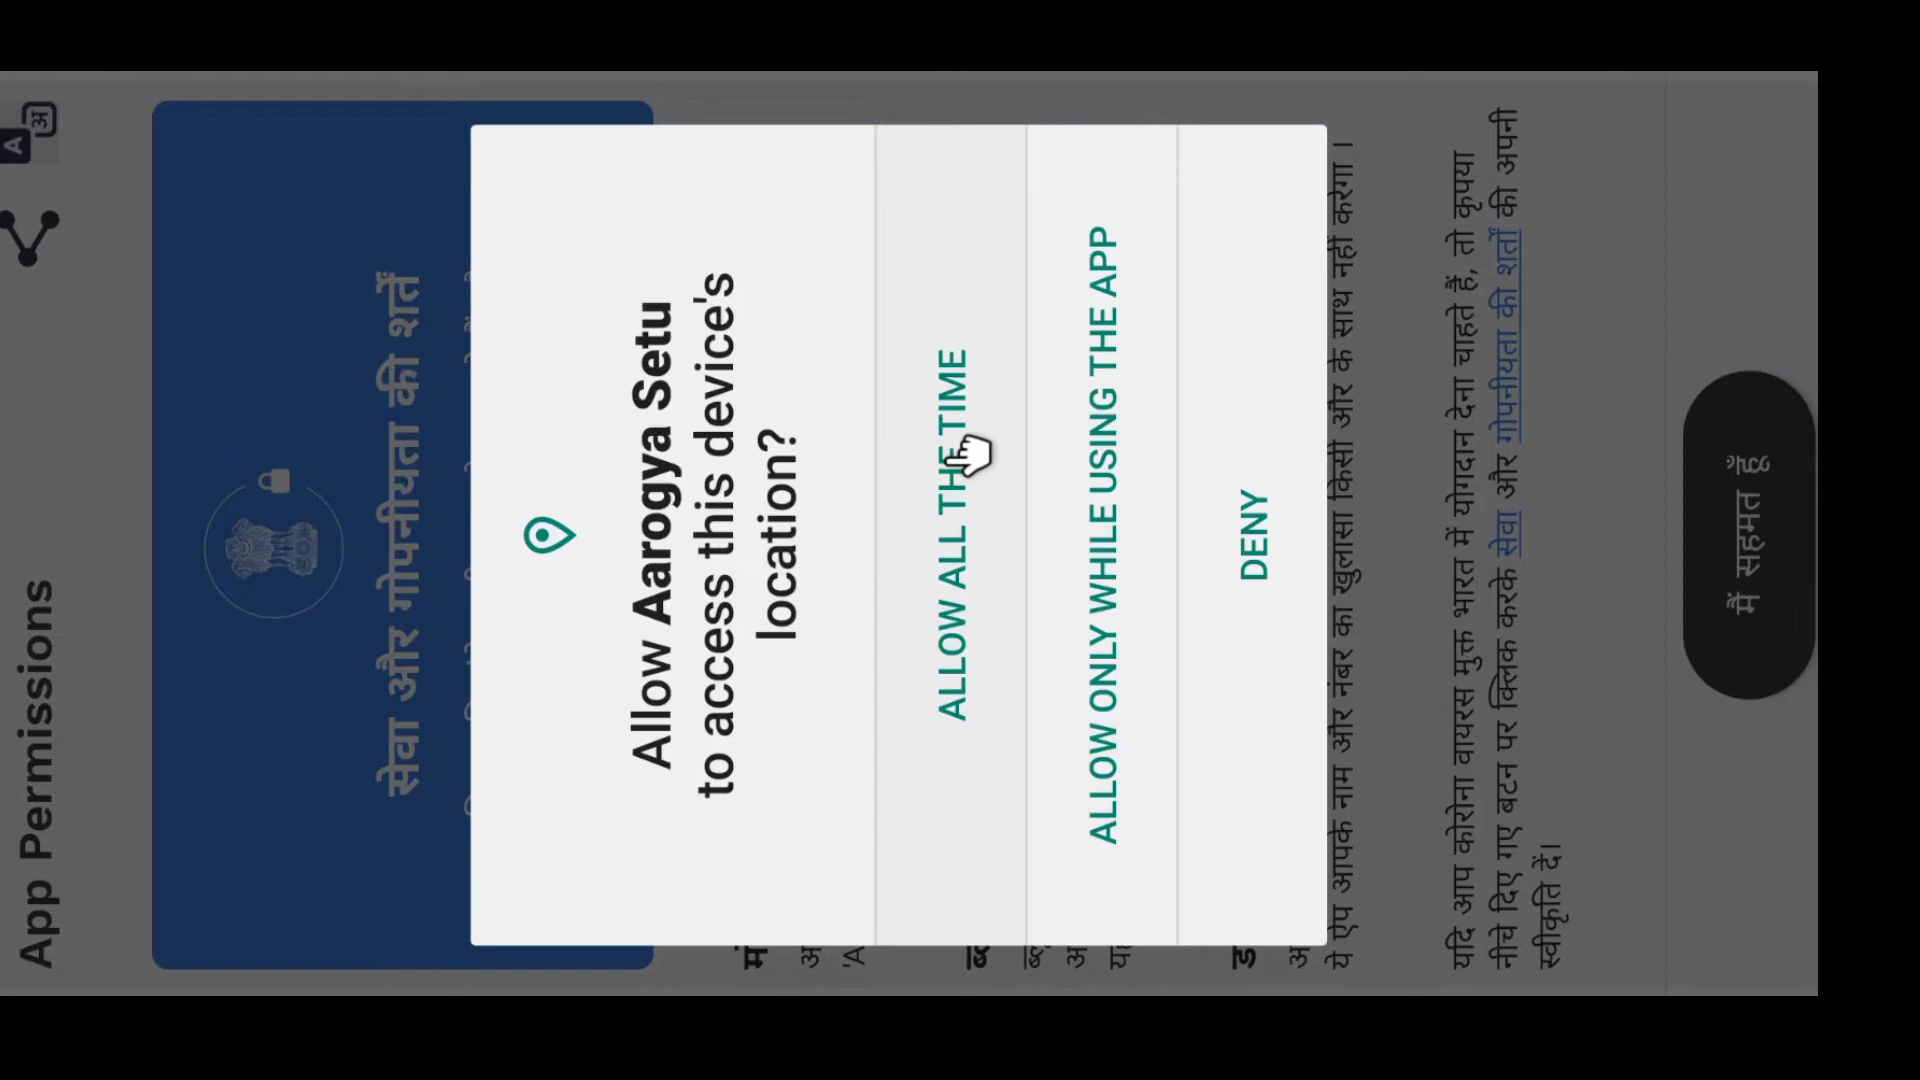 App Permissions
A अ
सेवा और गोपनीयता की शर्तें
Allow Aarogya Setu
to access this device's
location?
ALLOW ALL THE TIME
ALLOW ONLY WHILE USING THE APP
DENY
ये ऐप आपके नाम और नंबर का खुलासा किसी और के साथ नहीं करेगा ।
यदि आप कोरोना वायरस मुक्त भारत में योगदान देना चाहते हैं, तो कृपया
नीचे दिए गए बटन पर क्लिक करके सेवा और गोपनीयता की शर्तों की अपनी
स्वीकृति दें।
मैं सहमत हूँ